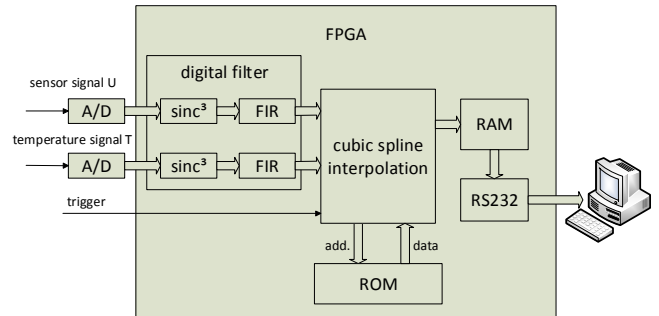 FPGA
digital filter
sensor signal U
A/D
sinc³
FIR
temperature signal T
A/D
sinc³
FIR
trigger
cubic spline
interpolation
RAM
RS232
add.
data
ROM